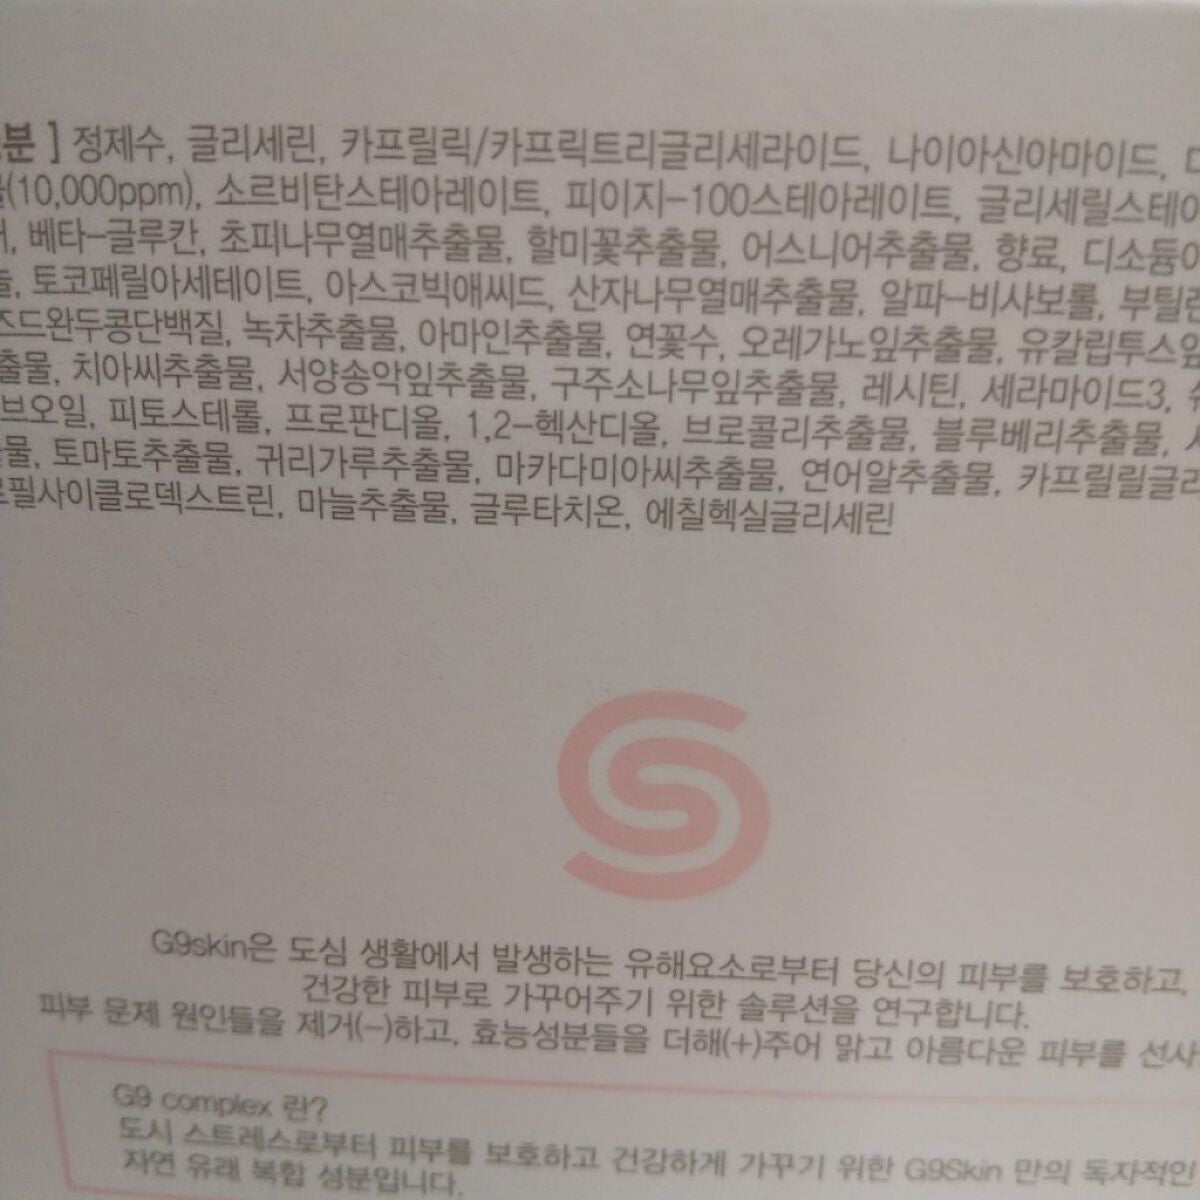 분 ] 정제수, 글리세린, 카프릴릭/카프릭트리글리세라이드, 나이아신아마이드,
(10,000ppm), 소르비탄스테아레이트, 피이지-100스테아레이트, 글리세릴스테아
베타-글루칸, 초피나무열매추출물, 할미꽃추출물, 어스니어추출물, 향료, 디소듐이
토코페릴아세테이트, 아스코빅애씨드, 산자나무열매추출물, 알파-비사보롤, 부틸렌
즈드완두콩단백질, 녹차추출물, 아마인추출물, 연꽃수, 오레가노잎추출물, 유칼립투스잎
출물, 치아씨추출물, 서양송악잎추출물, 구주소나무잎추출물, 레시틴, 세라마이드3,
브오일, 피토스테롤, 프로판디올, 1,2-헥산디올, 브로콜리추출물, 블루베리추출물,
물, 토마토추출물, 귀리가루추출물, 마카다미아씨추출물, 연어알추출물, 카프릴릴글리
로필사이클로덱스트린, 마늘추출물, 글루타치온, 에칠헥실글리세린
G9skin은 도심 생활에서 발생하는 유해요소로부터 당신의 피부를 보호하고,
건강한 피부로 가꾸어주기 위한 솔루션을 연구합니다.
피부 문제 원인들을 제거(-)하고, 효능성분들을 더해(+)주어 맑고 아름다운 피부를 선사
G9 complex 란?
도시 스트레스로부터 피부를 보호하고 건강하게 가꾸기 위한 G9Skin 만의 독자적인
자연 유래 복합 성분입니다.